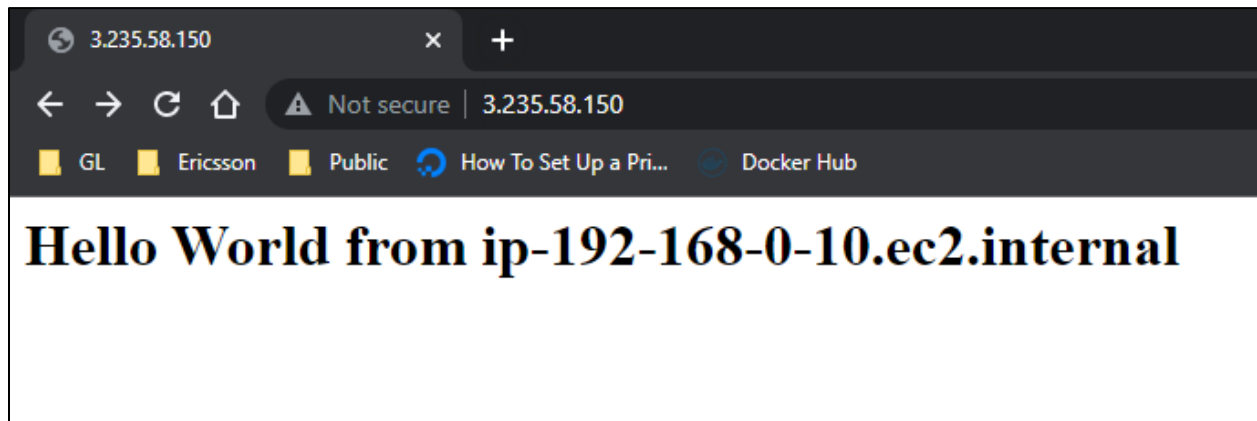 3.235.58.150
Not secure | 3.235.58.150
GL Ericsson Public How To Set Up a Pri... Docker Hub
Hello World from ip-192-168-0-10.ec2.internal